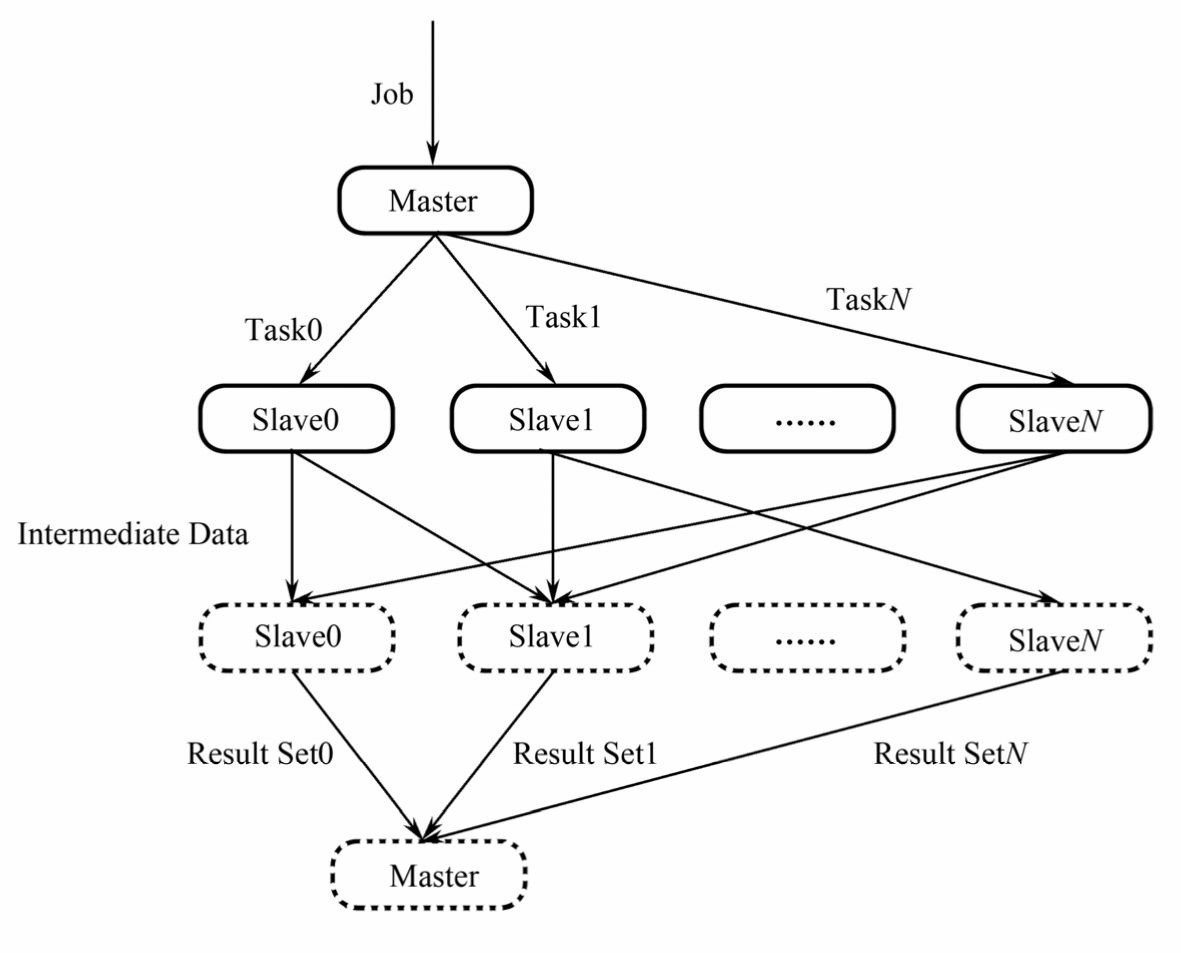 Job
Master
Task0
Task1
TaskN
Slave0
Slave1
......
SlaveN
Intermediate Data
Slave0
Slave1
......
SlaveN
Result Set0
Result Set1
Result SetN
Master